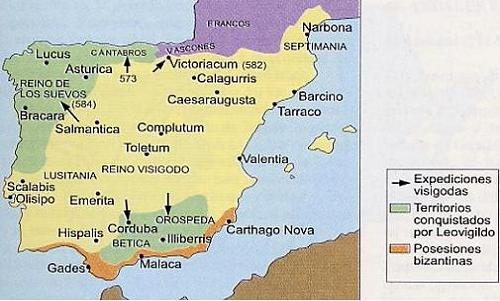 FRANCOS
Narbona
SEPTIMANIA
Lucus
CANTABROS
VASCONES
573
Victoriacum (582)
Asturica
Calagurris
REINO DE
LOS SUEVOS (584)
Caesaraugusta
Barcino
Bracara
Salmantica
Tarraco
Complutum
Toletum
REINO VISIGODO
Valentia
LUSITANIA
Scalabis
Olisipo
Emerita
OROSPEDA
Corduba
Hispalis
BETICA
Illiberris
Carthago Nova
Gades
Malaca
Expediciones
visigodas
Territorios
conquistados
por Leovigildo
Posesiones
bizantinas